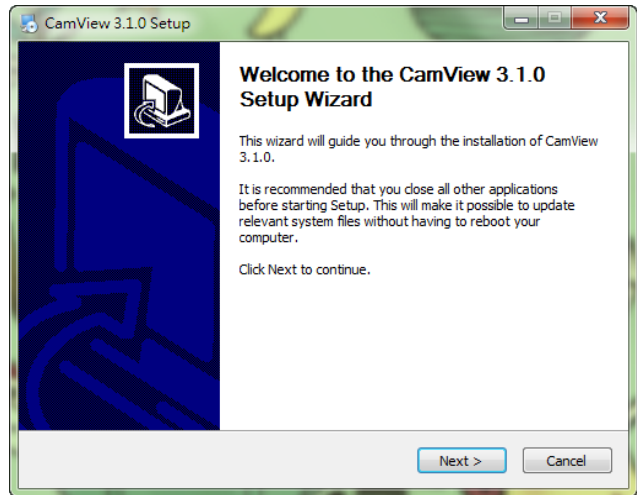 CamView 3.1.0 Setup
Welcome to the CamView 3.1.0
Setup Wizard
This wizard will guide you through the installation of CamView
3.1.0.
It is recommended that you close all other applications
before starting Setup. This will make it possible to update
relevant system files without having to reboot your
computer.
Click Next to continue.
Next >
Cancel